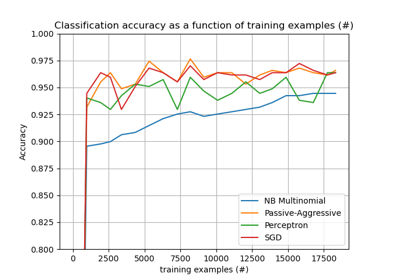 Classification accuracy as a function of training examples (#)
1.000
0.975
0.950
0.925
0.900
0.875
0.850
0.825
0.800
Accuracy
NB Multinomial
Passive-Aggressive
Perceptron
SGD
0 2500 5000 7500 10000 12500 15000 17500
training examples (#)